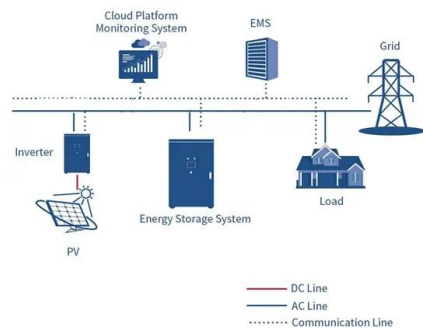 Cloud Platform
Monitoring System
EMS
Grid
Inverter
Energy Storage System
Load
PV
DC Line
AC Line
Communication Line